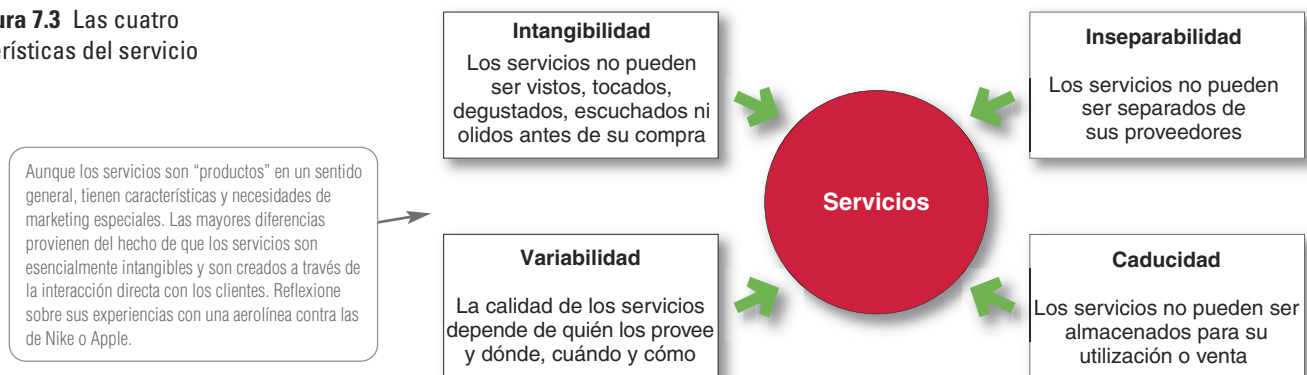 ura 7.3 Las cuatro
erísticas del servicio
Aunque los servicios son “productos” en un sentido
general, tienen características y necesidades de
marketing especiales. Las mayores diferencias
provienen del hecho de que los servicios son
esencialmente intangibles y son creados a través de
la interacción directa con los clientes. Reflexione
sobre sus experiencias con una aerolínea contra las
de Nike o Apple.
Intangibilidad
Los servicios no pueden
ser vistos, tocados,
degustados, escuchados ni
olidos antes de su compra
Inseparabilidad
Los servicios no pueden
ser separados de
sus proveedores
Servicios
Variabilidad
La calidad de los servicios
depende de quién los provee
y dónde, cuándo y cómo
Caducidad
Los servicios no pueden ser
almacenados para su
utilización o venta